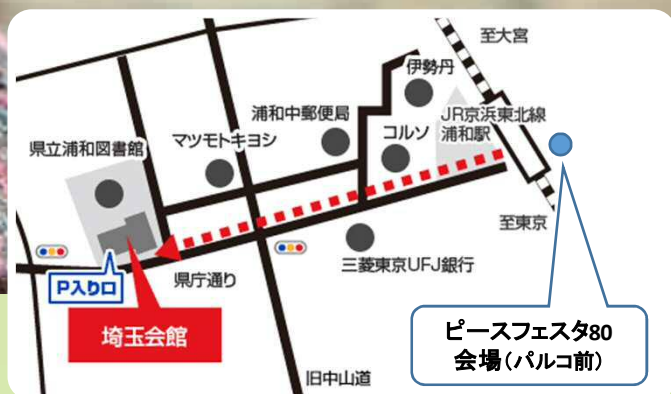 至大宮
伊勢丹
浦和中郵便局
JR京浜東北線
浦和駅
コルソ
マツモトキヨシ
県立浦和図書館
至東京
三菱東京UFJ銀行
県庁通り
P入り口
埼玉会館
ピースフェスタ80
会場(パルコ前)
旧中山道